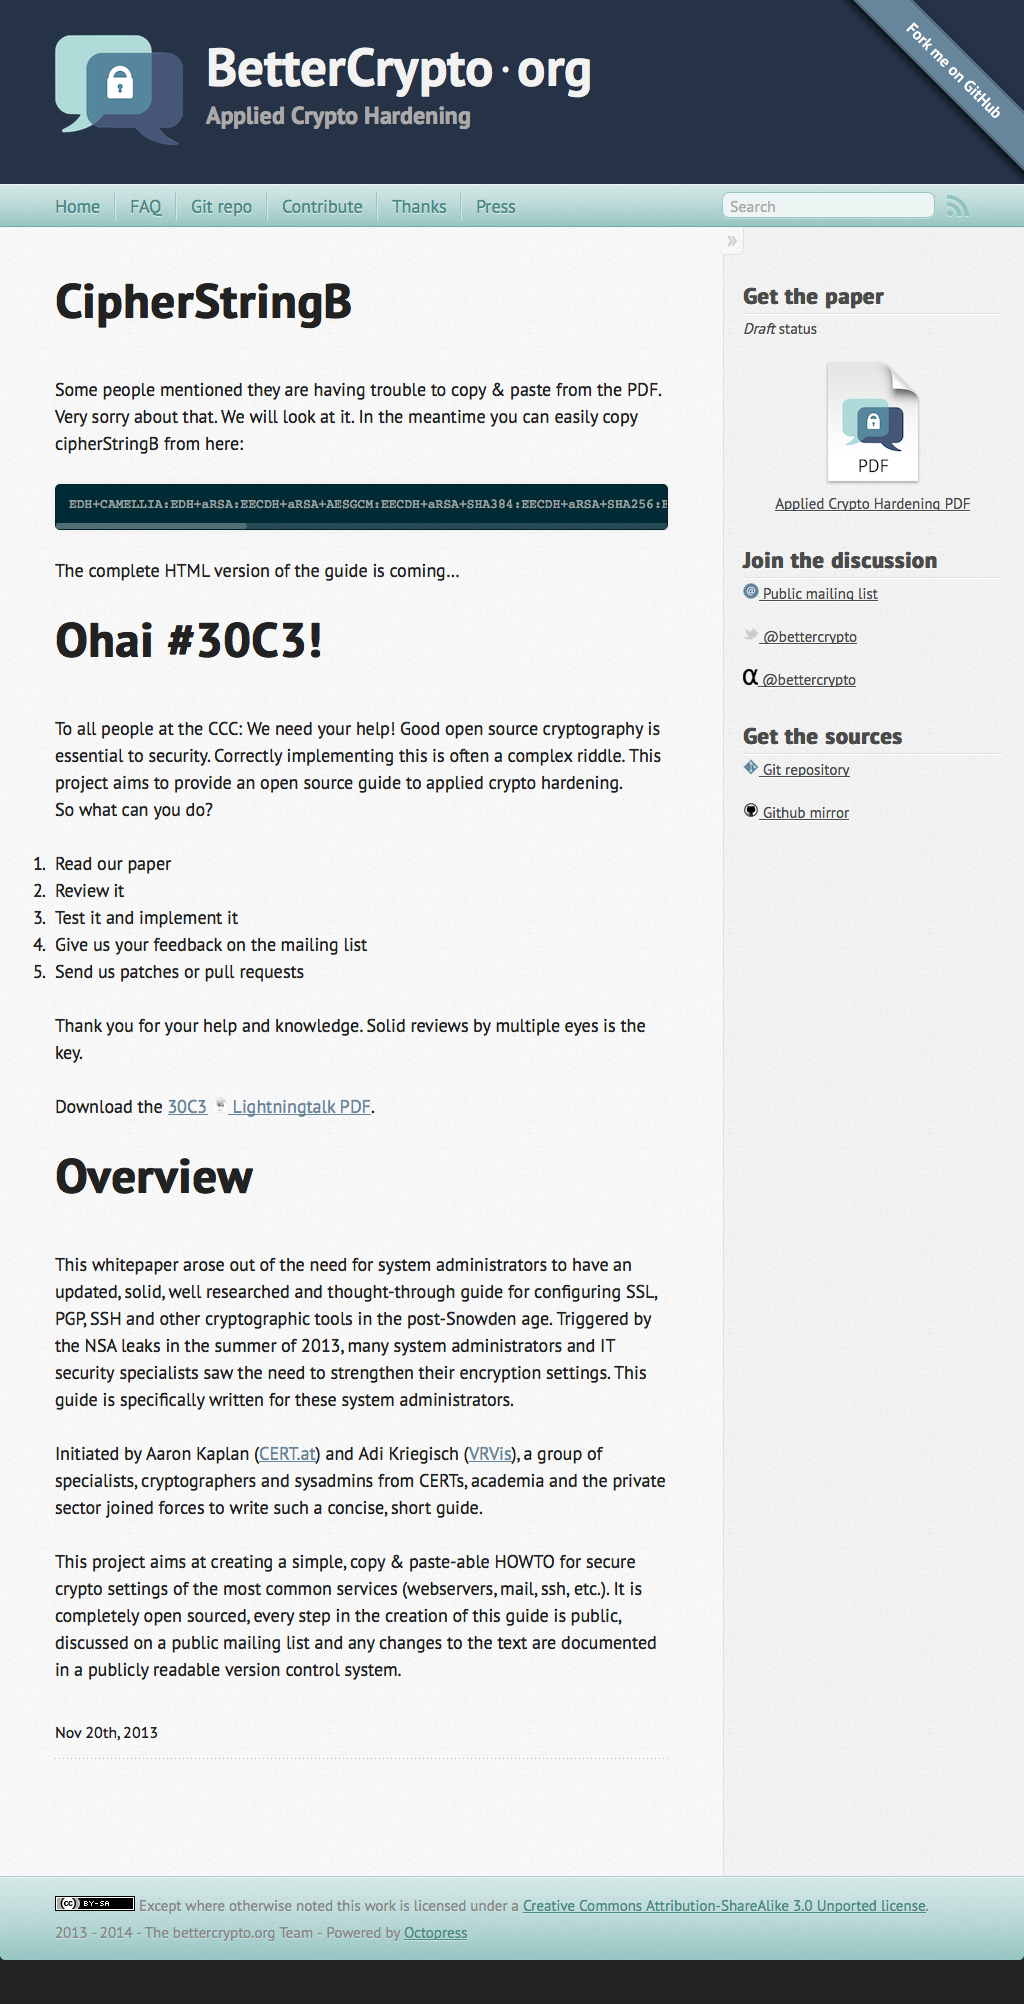 BetterCrypto·org
Applied Crypto Hardening
Fork me on GitHub
Home
FAQ
Git repo
Contribute
Thanks
Press
Search
»
CipherStringB
Some people mentioned they are having trouble to copy & paste from the PDF.
Very sorry about that. We will look at it. In the meantime you can easily copy
cipherStringB from here:
EDH+CAMELLIA:EDH+aRSA:EECDH+aRSA+AESGCM:EECDH+aRSA+SHA384:EECDH+aRSA+SHA256:
The complete HTML version of the guide is coming...
Ohai #30C3!
To all people at the CCC: We need your help! Good open source cryptography is
essential to security. Correctly implementing this is often a complex riddle. This
project aims to provide an open source guide to applied crypto hardening.
So what can you do?
1. Read our paper
2. Review it
3. Test it and implement it
4. Give us your feedback on the mailing list
5. Send us patches or pull requests
Thank you for your help and knowledge. Solid reviews by multiple eyes is the
key.
Download the 30C3 Lightningtalk PDF.
Overview
This whitepaper arose out of the need for system administrators to have an
updated, solid, well researched and thought-through guide for configuring SSL,
PGP, SSH and other cryptographic tools in the post-Snowden age. Triggered by
the NSA leaks in the summer of 2013, many system administrators and IT
security specialists saw the need to strengthen their encryption settings. This
guide is specifically written for these system administrators.
Initiated by Aaron Kaplan (CERT.at) and Adi Kriegisch (VRVis), a group of
specialists, cryptographers and sysadmins from CERTs, academia and the private
sector joined forces to write such a concise, short guide.
This project aims at creating a simple, copy & paste-able HOWTO for secure
crypto settings of the most common services (webservers, mail, ssh, etc.). It is
completely open sourced, every step in the creation of this guide is public,
discussed on a public mailing list and any changes to the text are documented
in a publicly readable version control system.
Nov 20th, 2013
Get the paper
Draft status
PDF
Applied Crypto Hardening PDF
Join the discussion
@ Public mailing list
@bettercrypto
α @bettercrypto
Get the sources
Git repository
Github mirror
(cc) BY-SA Except where otherwise noted this work is licensed under a Creative Commons Attribution-ShareAlike 3.0 Unported license.
2013 - 2014 - The bettercrypto.org Team - Powered by Octopress